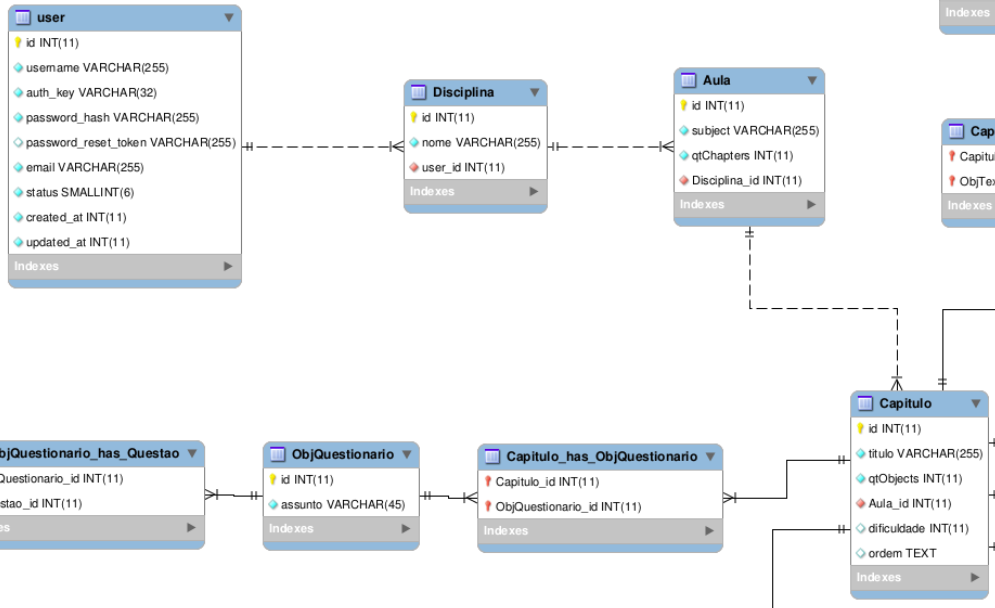 user
id INT(11)
username VARCHAR(255)
auth_key VARCHAR(32)
password_hash VARCHAR(255)
password_reset_token VARCHAR(255)
email VARCHAR(255)
status SMALLINT(6)
created_at INT(11)
updated_at INT(11)
Indexes
Disciplina
id INT(11)
nome VARCHAR(255)
user_id INT(11)
Indexes
Aula
id INT(11)
subject VARCHAR(255)
qtChapters INT(11)
Disciplina_id INT(11)
Indexes
Indexes
Cap
Capitul
ObjTex
Indexes
bjQuestionario_has_Questao
Questionario_id INT(11)
stao_id INT(11)
es
ObjQuestionario
id INT(11)
assunto VARCHAR(45)
Indexes
Capitulo_has_ObjQuestionario
Capitulo_id INT(11)
ObjQuestionario_id INT(11)
Indexes
Capitulo
id INT(11)
titulo VARCHAR(255)
qtObjects INT(11)
Aula_id INT(11)
dificuldade INT(11)
ordem TEXT
Indexes